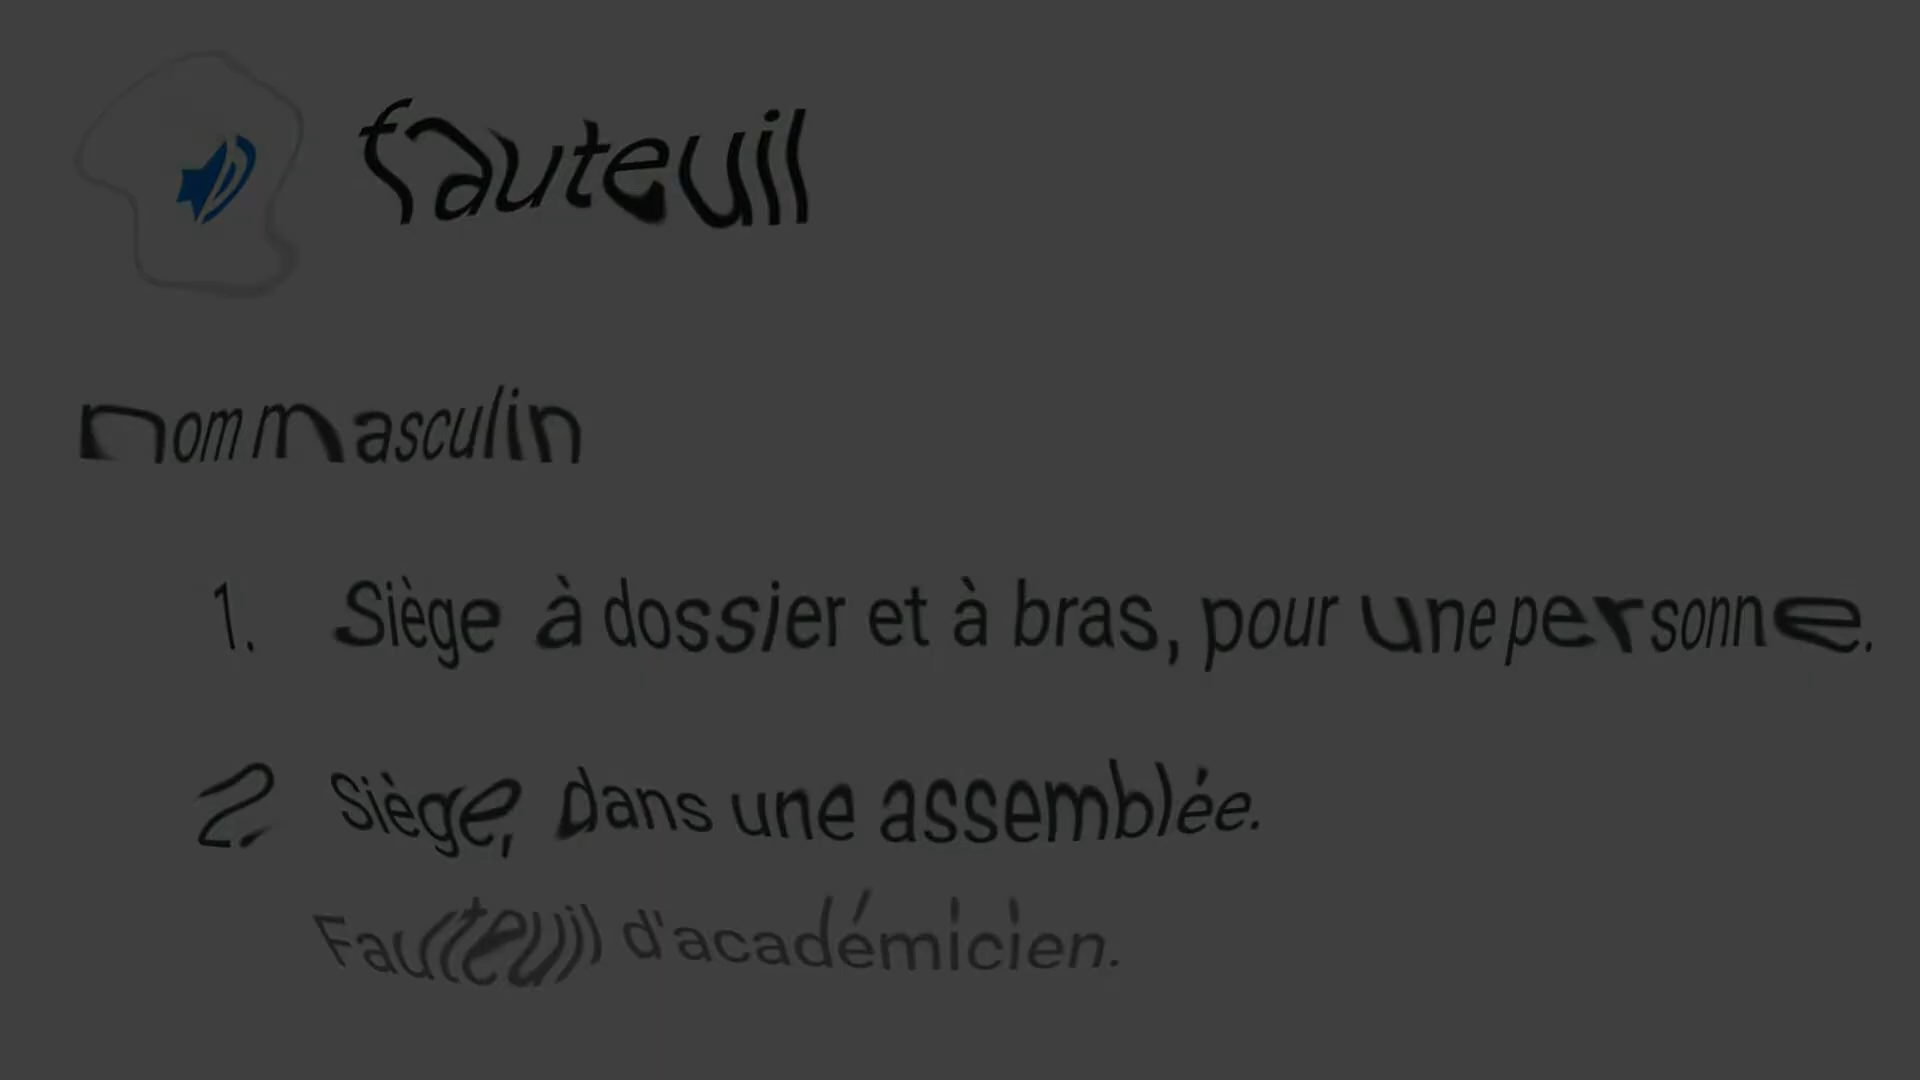 fauteuil
nom masculin
1. Siège à dossier et à bras, pour une personne.
2. Siège, dans une assemblée.
Fauteuil d'académicien.